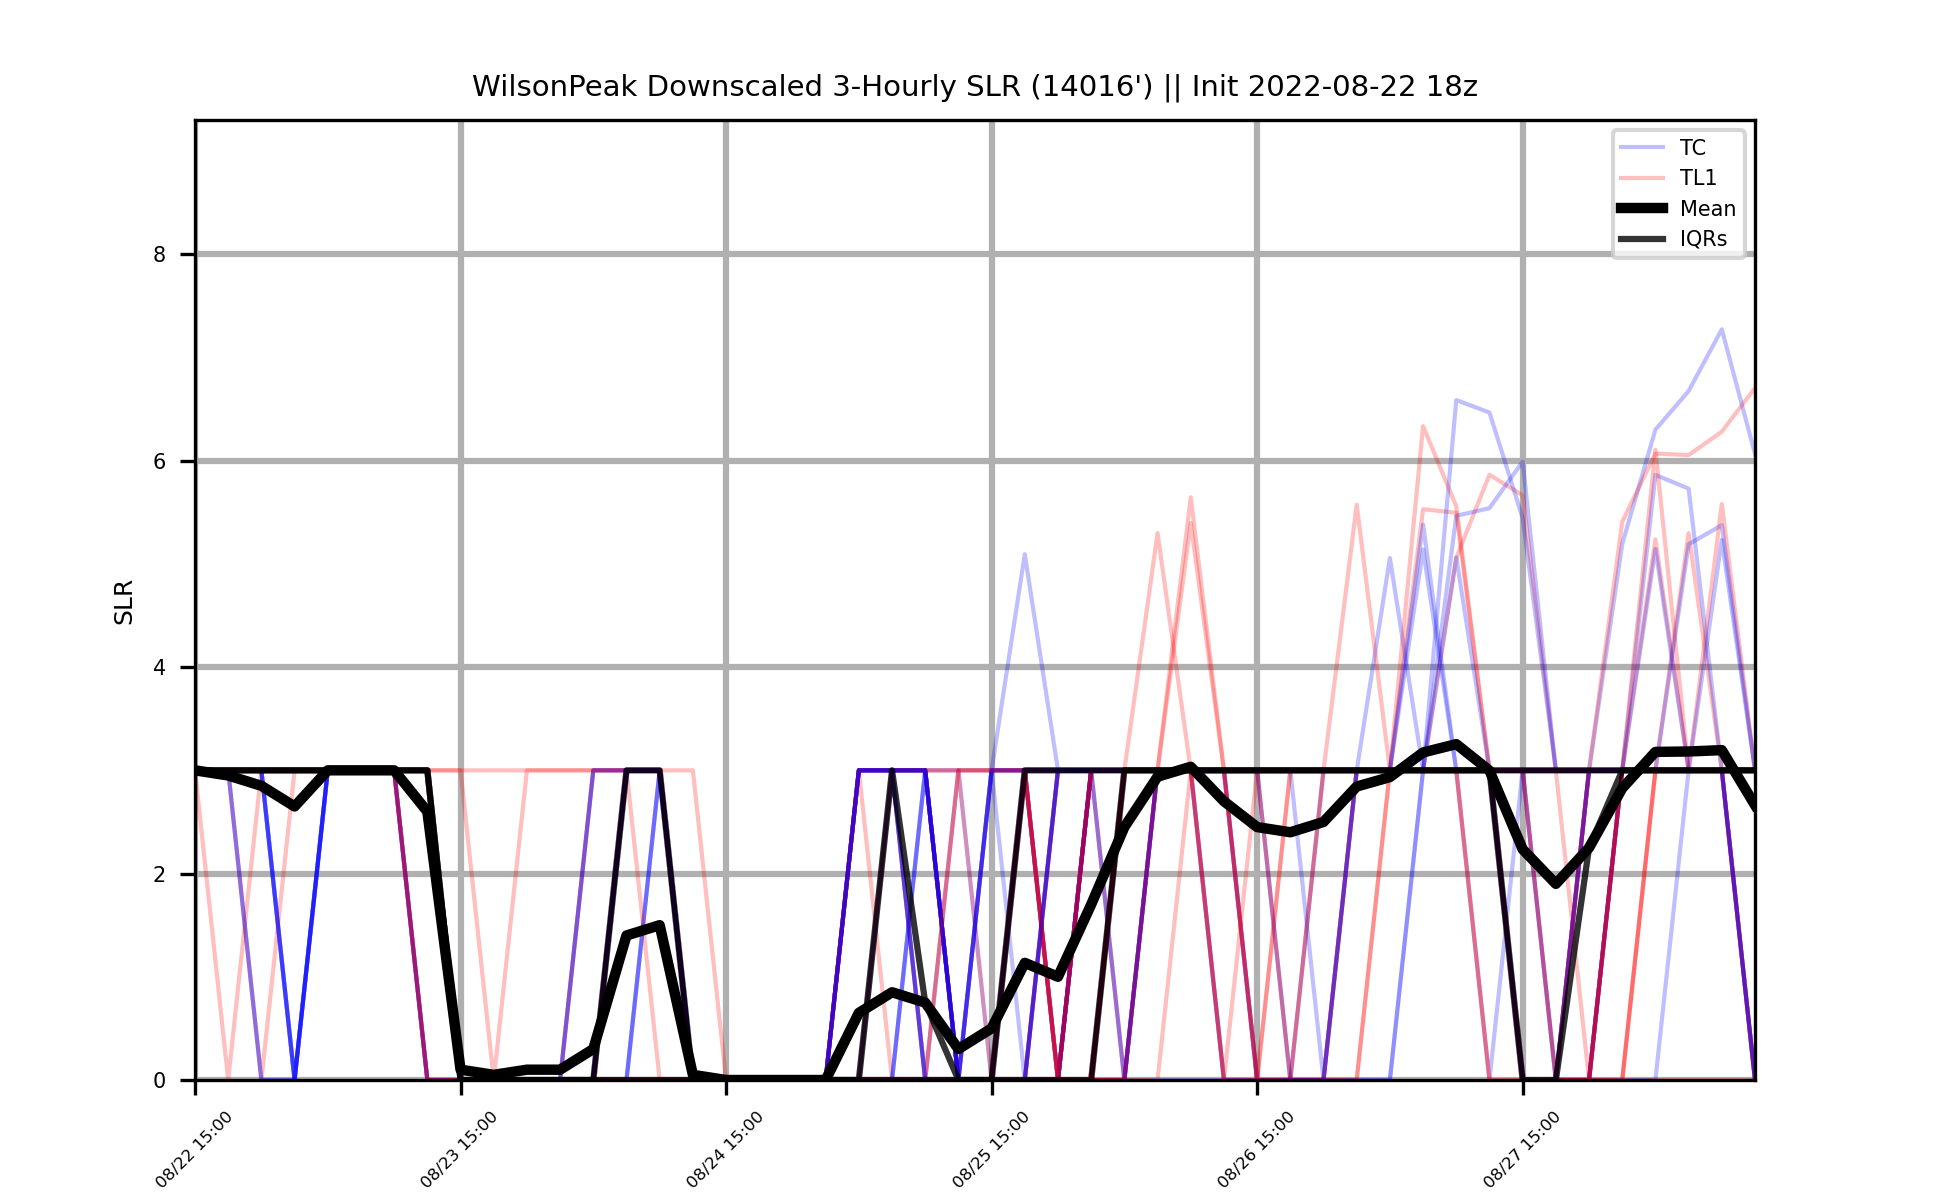 WilsonPeak Downscaled 3-Hourly SLR (14016') || Init 2022-08-22 18z
TC
TL1
Mean
IQRs
8
6
4
2
0
SLR
08/22 15:00
08/23 15:00
08/24 15:00
08/25 15:00
08/26 15:00
08/27 15:00